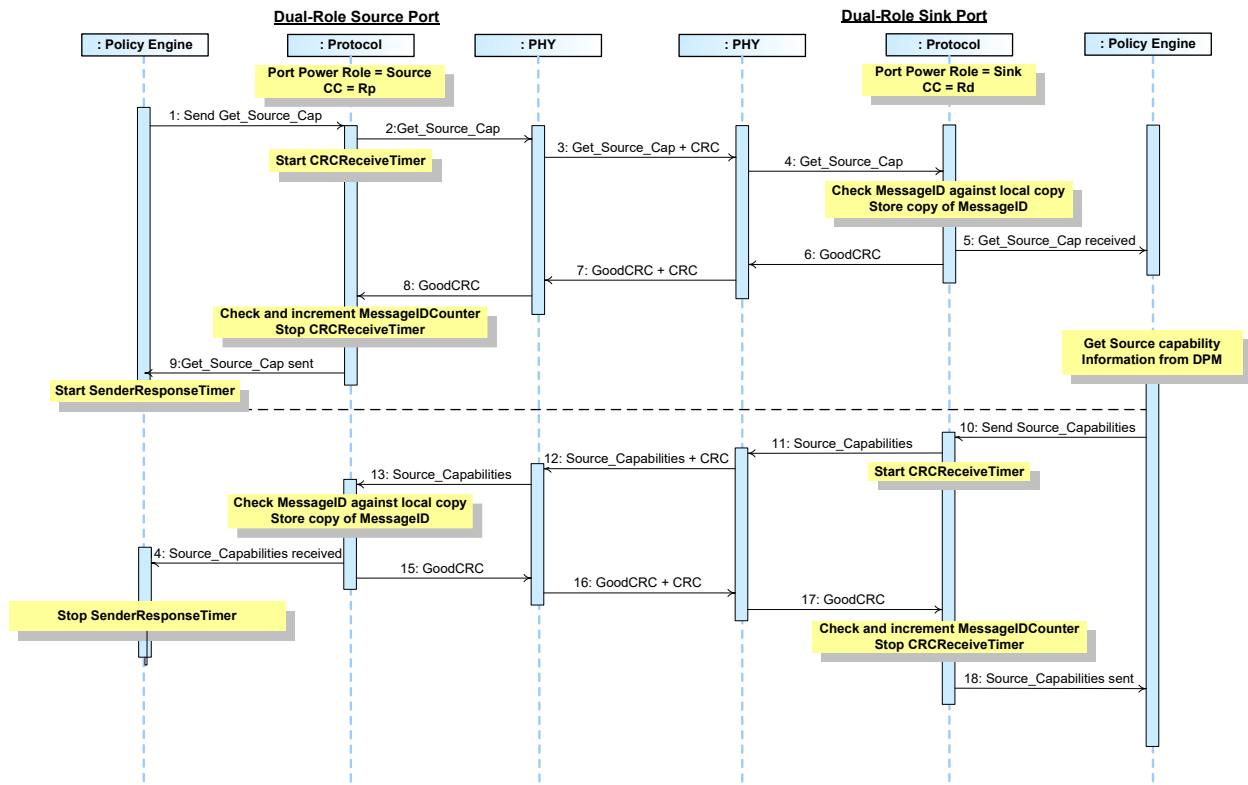 Dual-Role Source Port
Dual-Role Sink Port
: Policy Engine
: Protocol
: PHY
: PHY
: Protocol
: Policy Engine
Port Power Role = Source
CC = Rp
Port Power Role = Sink
CC = Rd
1: Send Get_Source_Cap
2:Get_Source_Cap
Start CRCReceiveTimer
3: Get_Source_Cap + CRC
4: Get_Source_Cap
Check MessageID against local copy
Store copy of MessageID
5: Get_Source_Cap received
6: GoodCRC
7: GoodCRC + CRC
8: GoodCRC
Check and increment MessageIDCounter
Stop CRCReceiveTimer
9:Get_Source_Cap sent
Start SenderResponseTimer
Get Source capability
Information from DPM
10: Send Source_Capabilities
11: Source_Capabilities
Start CRCReceiveTimer
12: Source_Capabilities + CRC
13: Source_Capabilities
Check MessageID against local copy
Store copy of MessageID
4: Source_Capabilities received
15: GoodCRC
16: GoodCRC + CRC
17: GoodCRC
Stop SenderResponseTimer
Check and increment MessageIDCounter
Stop CRCReceiveTimer
18: Source_Capabilities sent